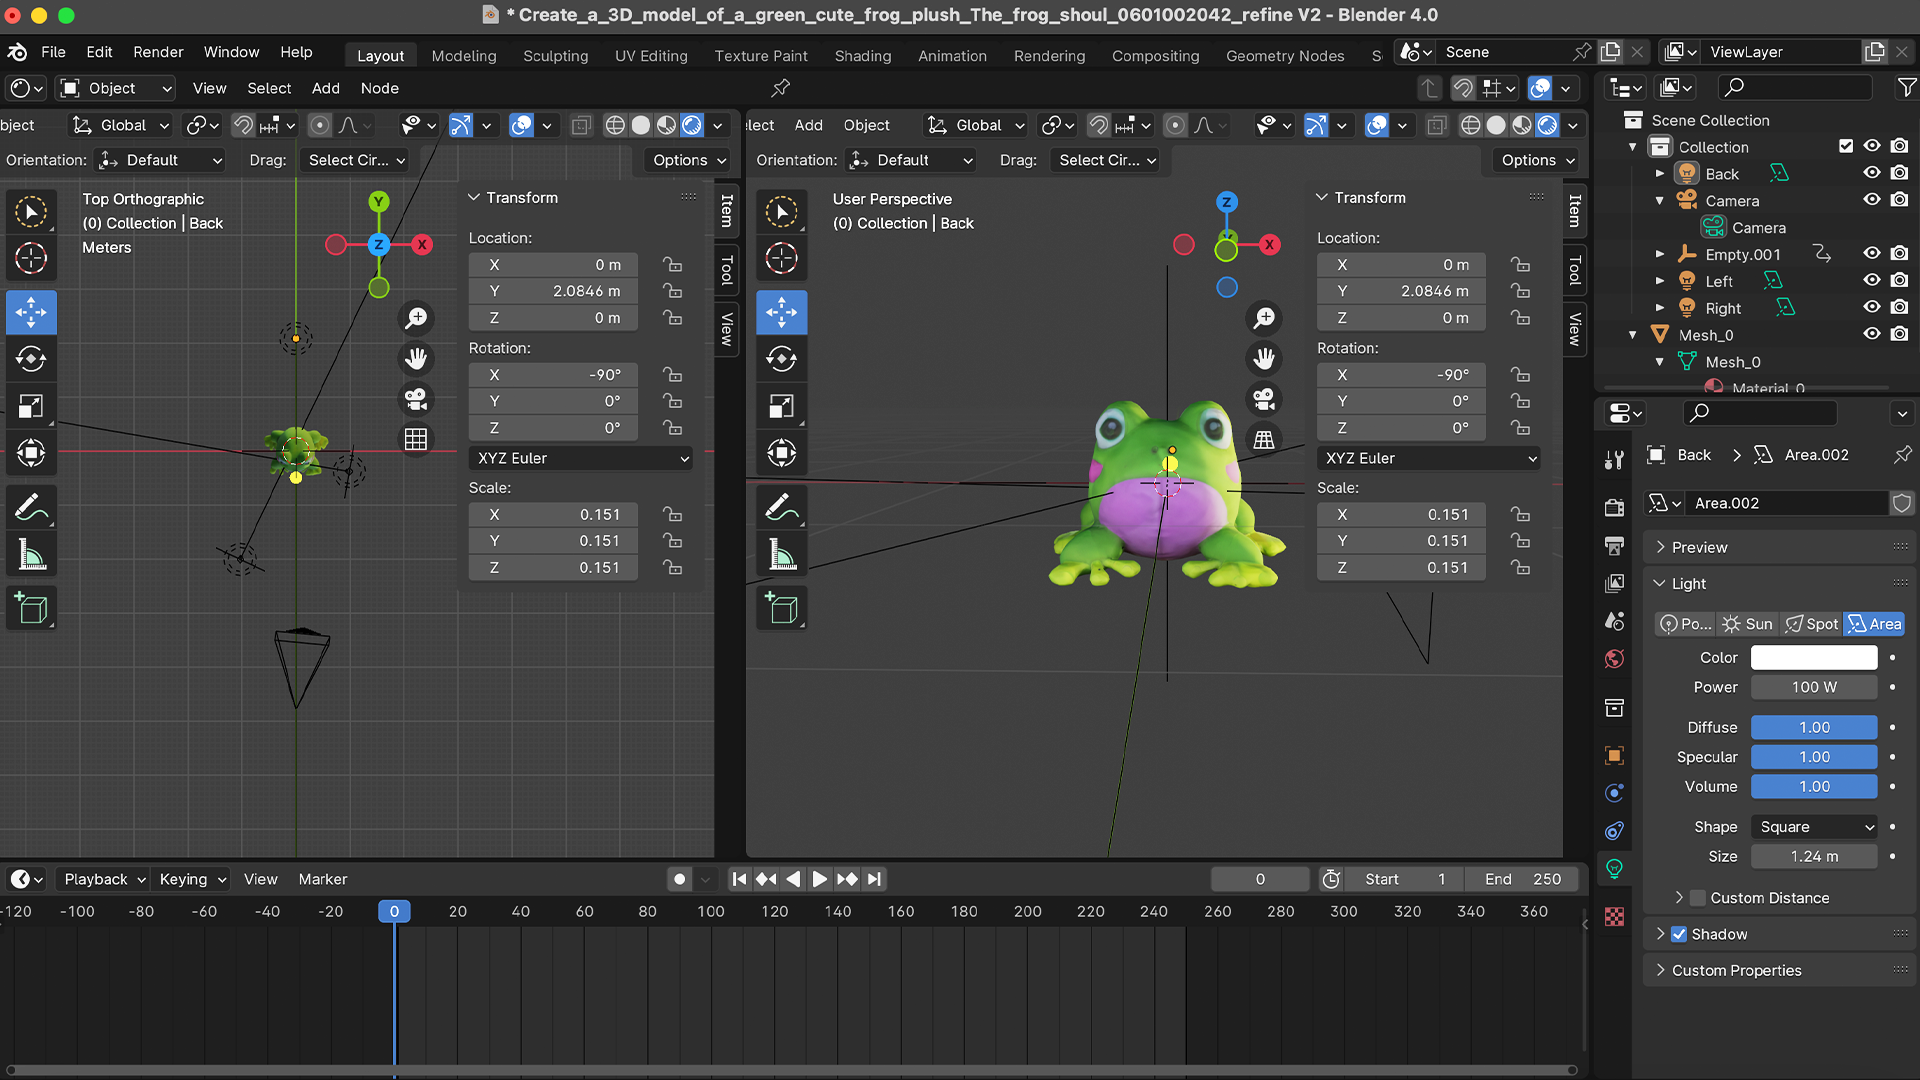 * Create_a_3D_model_of_a_green_cute_frog_plush_The_frog_shoul_0601002042_refine V2 - Blender 4.0
File Edit Render Window Help Layout Modeling Sculpting UV Editing Texture Paint Shading Animation Rendering Compositing Geometry Nodes S Scene ViewLayer
Object View Select Add Node
bject Global
lect Add Object Global
Orientation: Default Drag: Select Cir... Options
Orientation: Default Drag: Select Cir... Options
Top Orthographic
(0) Collection | Back
Meters
Y
Z
X
Transform
Location:
X 0 m
Y 2.0846 m
Z 0 m
Rotation:
X -90°
Y 0°
Z 0°
XYZ Euler
Scale:
X 0.151
Y 0.151
Z 0.151
Item
Tool
View
User Perspective
(0) Collection | Back
Z
X
Transform
Location:
X 0 m
Y 2.0846 m
Z 0 m
Rotation:
X -90°
Y 0°
Z 0°
XYZ Euler
Scale:
X 0.151
Y 0.151
Z 0.151
Item
Tool
View
Scene Collection
Collection
Back
Camera
Camera
Empty.001
Left
Right
Mesh_0
Mesh_0
Material_0
Back > Area.002
Area.002
Preview
Light
Po... Sun Spot Area
Color
Power 100 W
Diffuse 1.00
Specular 1.00
Volume 1.00
Shape Square
Size 1.24 m
Custom Distance
Shadow
Custom Properties
Playback Keying View Marker 0 Start 1 End 250
-120 -100 -80 -60 -40 -20 0 20 40 60 80 100 120 140 160 180 200 220 240 260 280 300 320 340 360